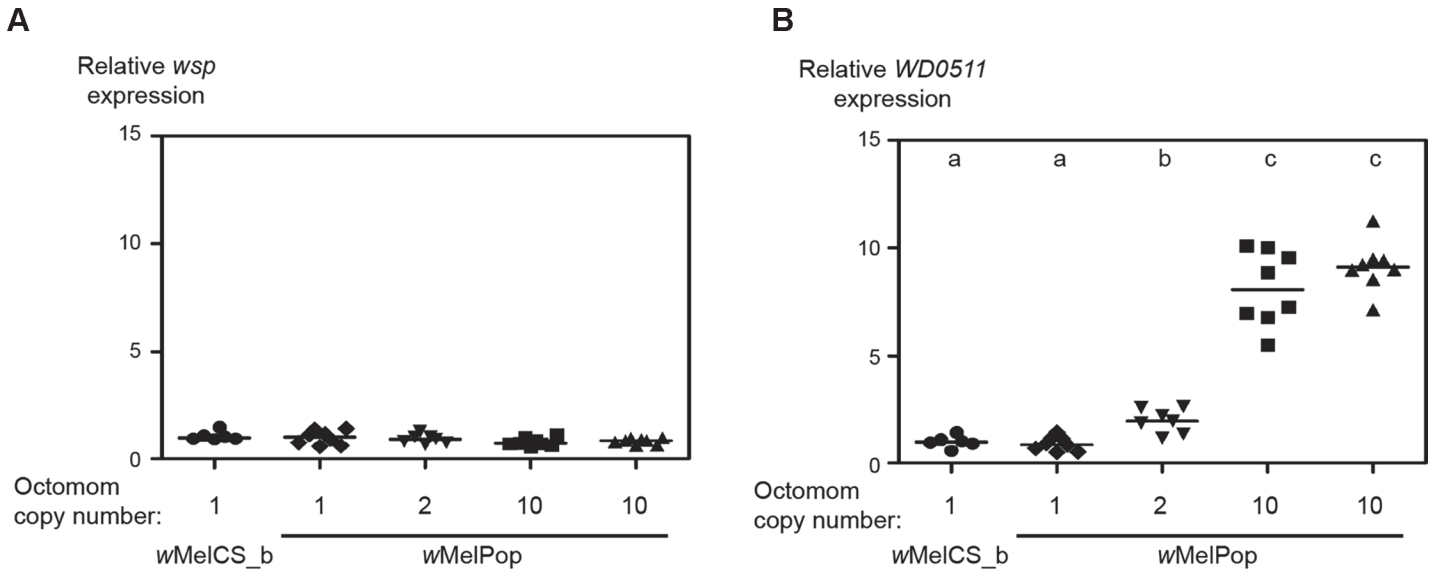 A
Relative wsp
expression
15
10
5
0
Octomom
copy number:
1 1 2 10 10
wMelCS_b wMelPop
B
Relative WD0511
expression
15
a a b c c
10
5
0
Octomom
copy number:
1 1 2 10 10
wMelCS_b wMelPop